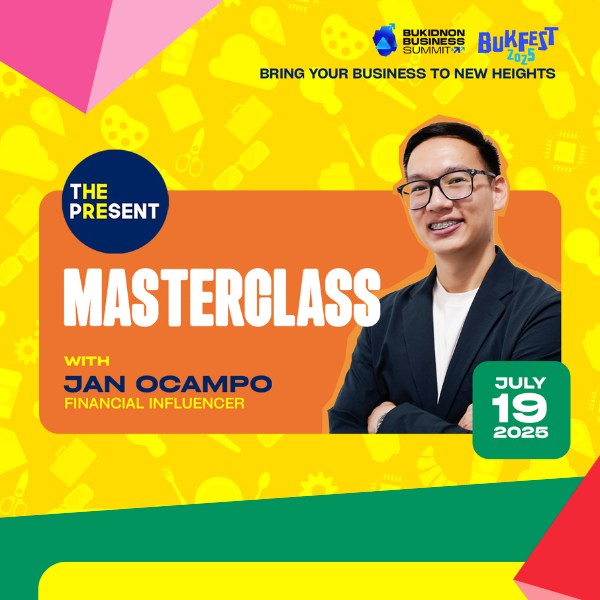 BUKIDNON
BUSINESS
SUMMIT
BUKFEST
2025
BRING YOUR BUSINESS TO NEW HEIGHTS
THE
PRESENT
MASTERCLASS
WITH
JAN OCAMPO
FINANCIAL INFLUENCER
JULY
19
2025